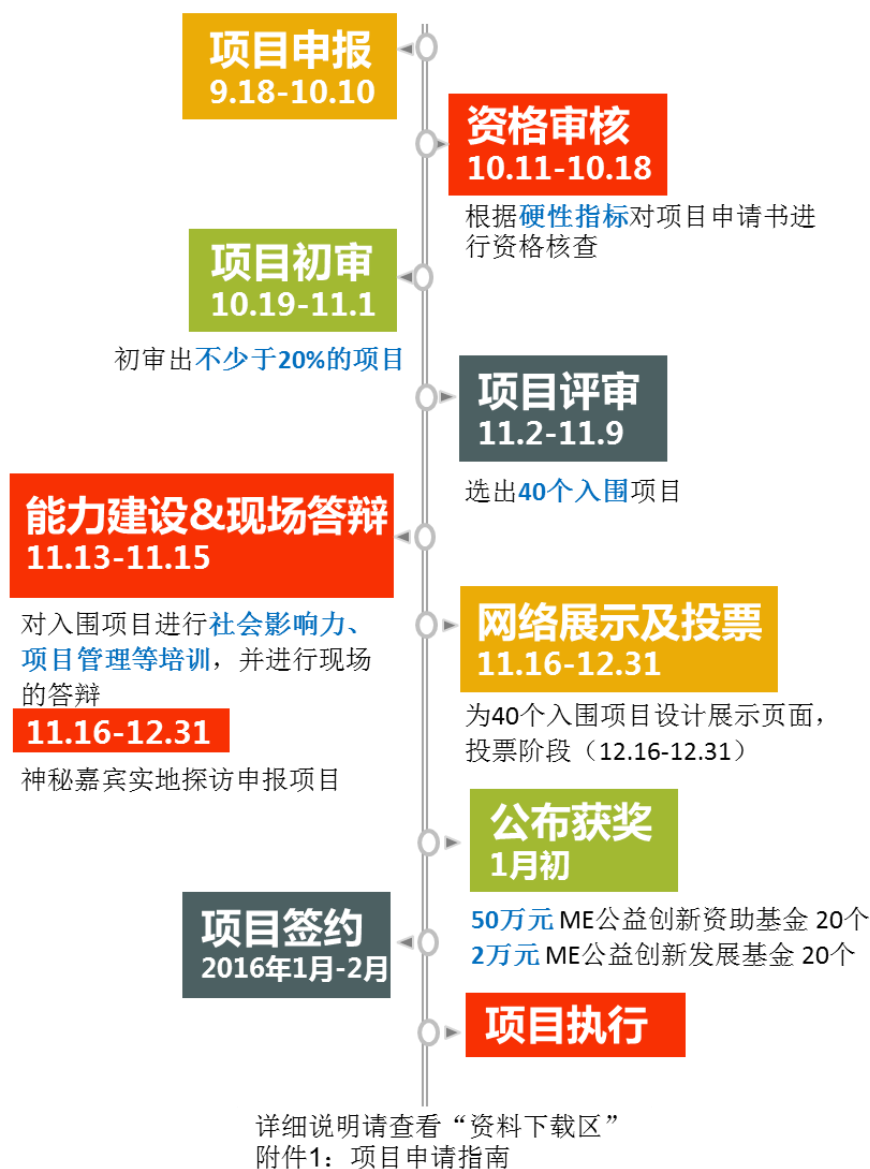 项目申报
9.18-10.10
资格审核
10.11-10.18
根据硬性指标对项目申请书进
行资格核查
项目初审
10.19-11.1
初审出不少于20%的项目
项目评审
11.2-11.9
选出40个入围项目
能力建设&现场答辩
11.13-11.15
对入围项目进行社会影响力、
项目管理等培训，并进行现场
的答辩
11.16-12.31
神秘嘉宾实地探访申报项目
网络展示及投票
11.16-12.31
为40个入围项目设计展示页面，
投票阶段（12.16-12.31）
公布获奖
1月初
50万元 ME公益创新资助基金 20个
2万元 ME公益创新发展基金 20个
项目签约
2016年1月-2月
项目执行
详细说明请查看“资料下载区”
附件1：项目申请指南